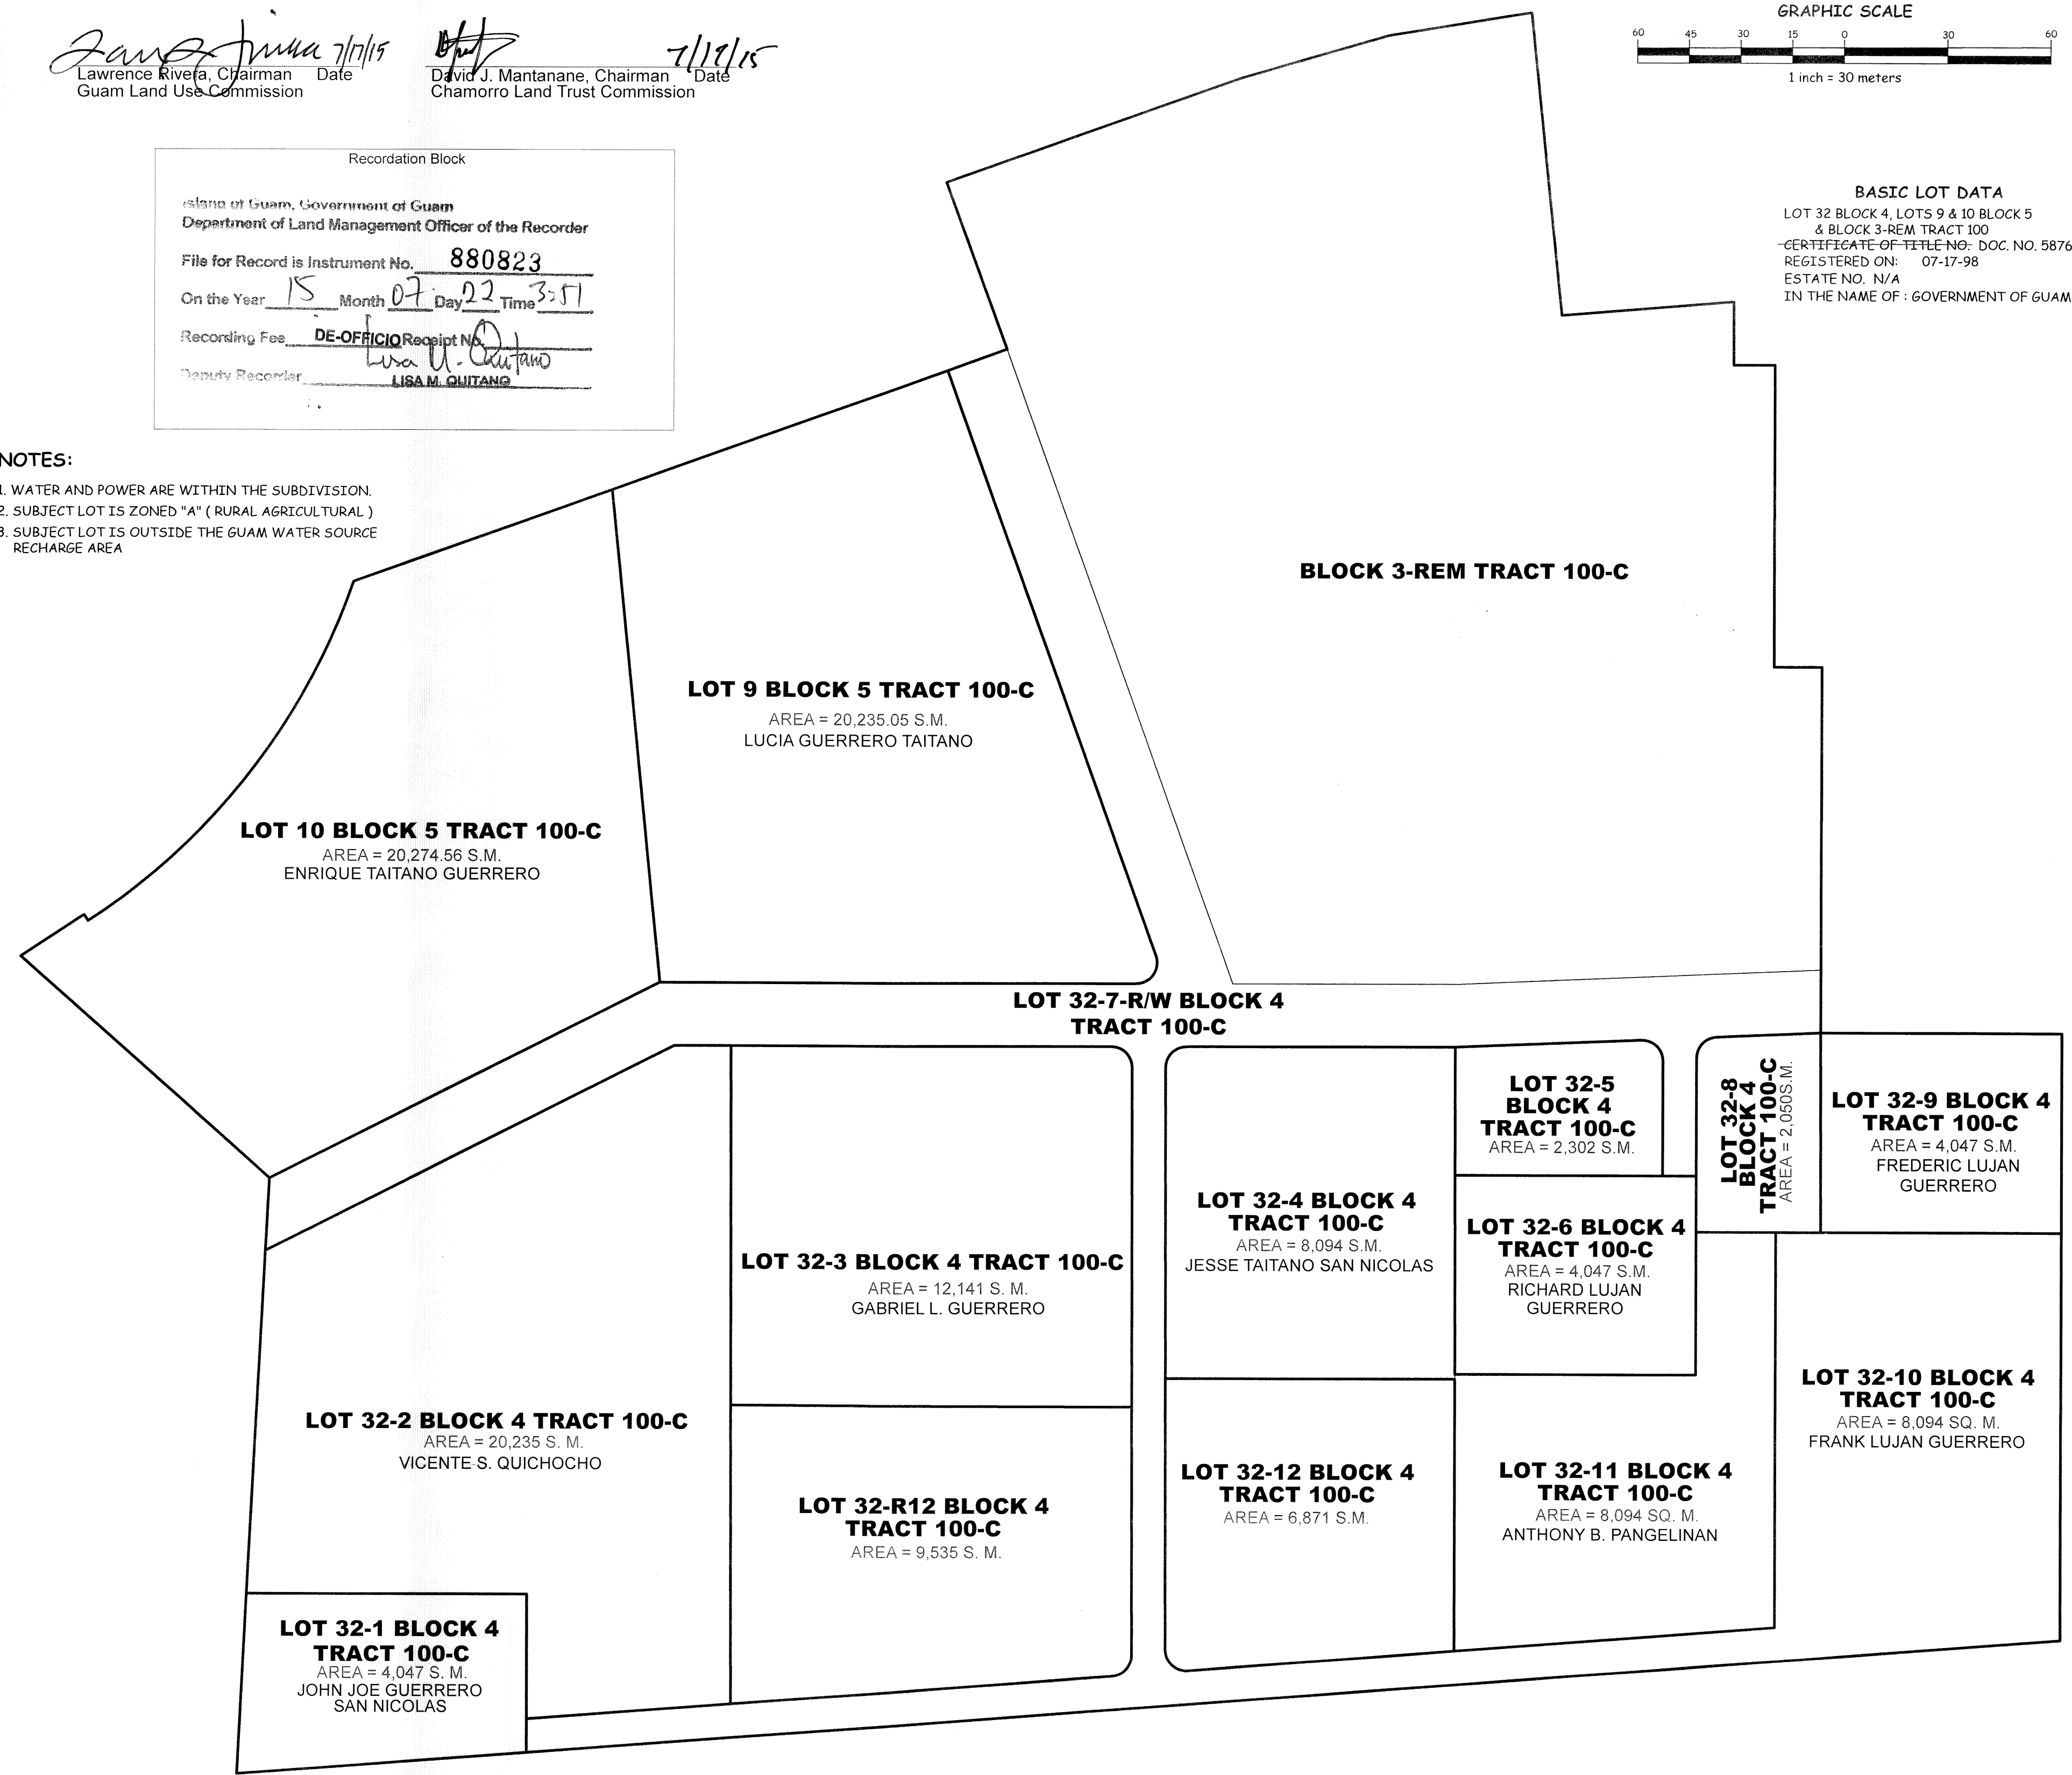 7/17/15
Lawrence Rivera, Chairman Date
Guam Land Use Commission
7/17/15
David J. Mantanane, Chairman Date
Chamorro Land Trust Commission
GRAPHIC SCALE
60 45 30 15 0 30 60
1 inch = 30 meters
Recordation Block
Island of Guam, Government of Guam
Department of Land Management Officer of the Recorder
File for Record is Instrument No. 880823
On the Year 15 Month 07 Day 22 Time 3:51
Recording Fee DE-OFFICIO Receipt No.
Lisa M. Quitano
Deputy Recorder LISA M. QUITANO
BASIC LOT DATA
LOT 32 BLOCK 4, LOTS 9 & 10 BLOCK 5
& BLOCK 3-REM TRACT 100
CERTIFICATE OF TITLE NO. DOC. NO. 5876
REGISTERED ON: 07-17-98
ESTATE NO. N/A
IN THE NAME OF : GOVERNMENT OF GUAM
NOTES:
1. WATER AND POWER ARE WITHIN THE SUBDIVISION.
2. SUBJECT LOT IS ZONED "A" ( RURAL AGRICULTURAL )
3. SUBJECT LOT IS OUTSIDE THE GUAM WATER SOURCE
RECHARGE AREA
BLOCK 3-REM TRACT 100-C
LOT 9 BLOCK 5 TRACT 100-C
AREA = 20,235.05 S.M.
LUCIA GUERRERO TAITANO
LOT 10 BLOCK 5 TRACT 100-C
AREA = 20,274.56 S.M.
ENRIQUE TAITANO GUERRERO
LOT 32-7-R/W BLOCK 4
TRACT 100-C
LOT 32-5
BLOCK 4
TRACT 100-C
AREA = 2,302 S.M.
LOT 32-8
BLOCK 4
TRACT 100-C
AREA = 2,050S.M.
LOT 32-9 BLOCK 4
TRACT 100-C
AREA = 4,047 S.M.
FREDERIC LUJAN
GUERRERO
LOT 32-4 BLOCK 4
TRACT 100-C
AREA = 8,094 S.M.
JESSE TAITANO SAN NICOLAS
LOT 32-6 BLOCK 4
TRACT 100-C
AREA = 4,047 S.M.
RICHARD LUJAN
GUERRERO
LOT 32-3 BLOCK 4 TRACT 100-C
AREA = 12,141 S. M.
GABRIEL L. GUERRERO
LOT 32-10 BLOCK 4
TRACT 100-C
AREA = 8,094 SQ. M.
FRANK LUJAN GUERRERO
LOT 32-2 BLOCK 4 TRACT 100-C
AREA = 20,235 S. M.
VICENTE S. QUICHOCHO
LOT 32-12 BLOCK 4
TRACT 100-C
AREA = 6,871 S.M.
LOT 32-11 BLOCK 4
TRACT 100-C
AREA = 8,094 SQ. M.
ANTHONY B. PANGELINAN
LOT 32-R12 BLOCK 4
TRACT 100-C
AREA = 9,535 S. M.
LOT 32-1 BLOCK 4
TRACT 100-C
AREA = 4,047 S. M.
JOHN JOE GUERRERO
SAN NICOLAS